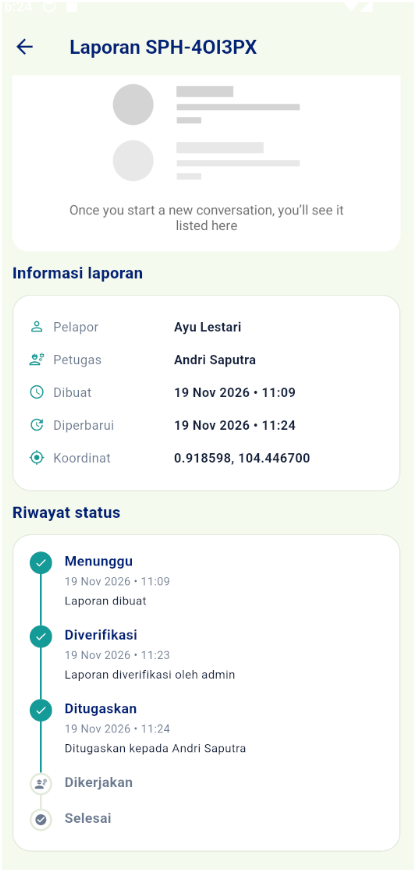 Laporan SPH-4OI3PX
Once you start a new conversation, you'll see it
listed here
Informasi laporan
Pelapor Ayu Lestari
Petugas Andri Saputra
Dibuat 19 Nov 2026 • 11:09
Diperbarui 19 Nov 2026 • 11:24
Koordinat 0.918598, 104.446700
Riwayat status
Menunggu
19 Nov 2026 • 11:09
Laporan dibuat
Diverifikasi
19 Nov 2026 • 11:23
Laporan diverifikasi oleh admin
Ditugaskan
19 Nov 2026 • 11:24
Ditugaskan kepada Andri Saputra
Dikerjakan
Selesai